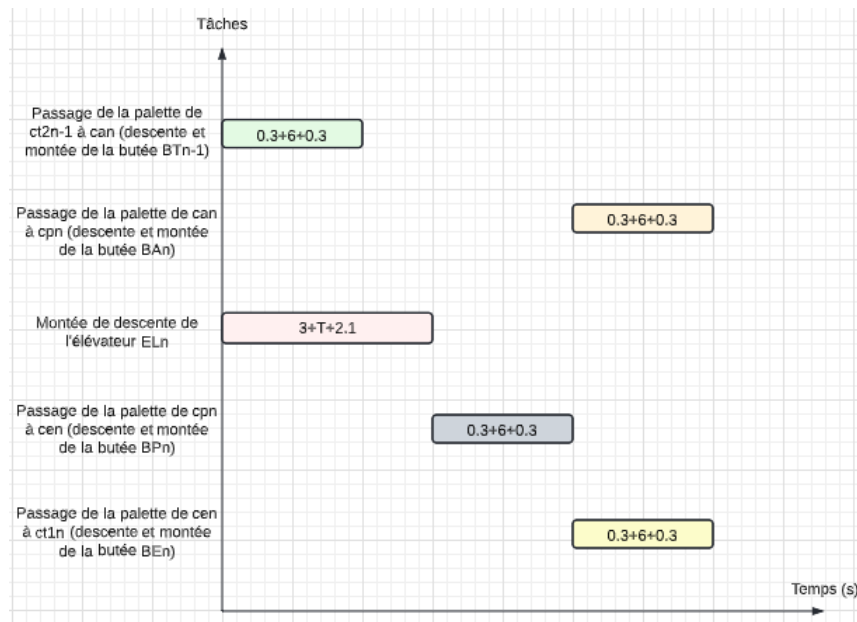 Tâches
Passage de la palette de
ct2n-1 à can (descente et
montée de la butée BTn-1)
0.3+6+0.3
Passage de la palette de can
à cpn (descente et montée
de la butée BAn)
0.3+6+0.3
Montée de descente de
l'élévateur ELn
3+T+2.1
Passage de la palette de cpn
à cen (descente et montée
de la butée BPn)
0.3+6+0.3
Passage de la palette de cen
à ct1n (descente et montée
de la butée BEn)
0.3+6+0.3
Temps (s)